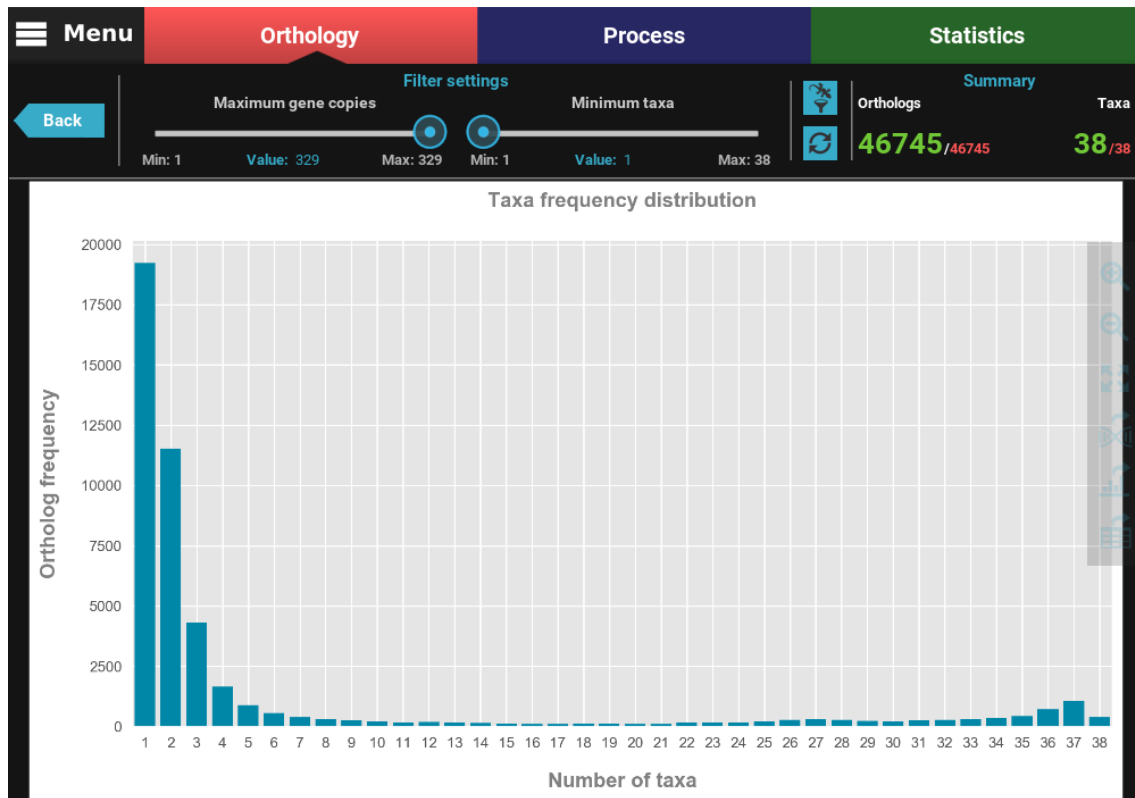 Menu
Orthology
Process
Statistics
Back
Filter settings
Maximum gene copies
Minimum taxa
Min: 1
Value: 329
Max: 329
Min: 1
Value: 1
Max: 38
Summary
Orthologs
Taxa
46745/46745
38/38
Taxa frequency distribution
Ortholog frequency
20000
17500
15000
12500
10000
7500
5000
2500
0
1 2 3 4 5 6 7 8 9 10 11 12 13 14 15 16 17 18 19 20 21 22 23 24 25 26 27 28 29 30 31 32 33 34 35 36 37 38
Number of taxa